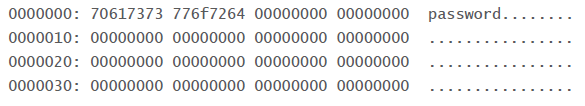 0000000: 70617373 776f7264 00000000 00000000  password........
0000010: 00000000 00000000 00000000 00000000  ................
0000020: 00000000 00000000 00000000 00000000  ................
0000030: 00000000 00000000 00000000 00000000  ................